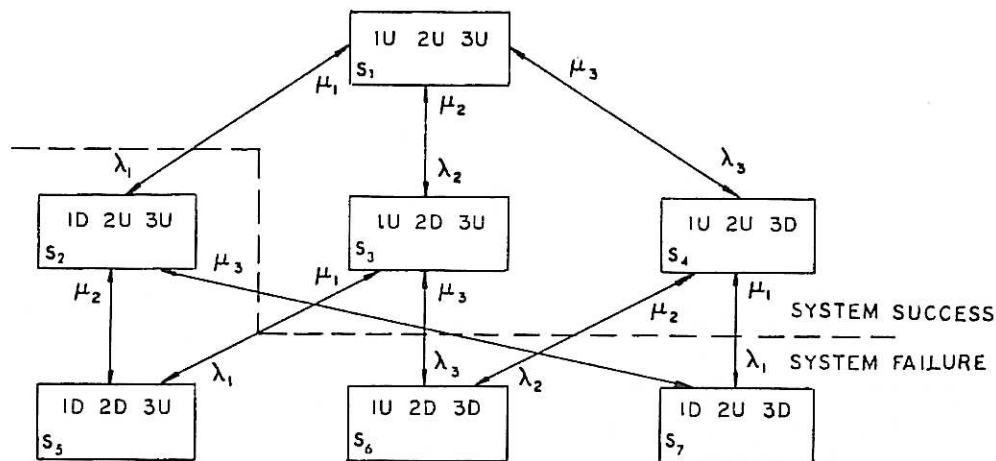 1U 2U 3U
S₁
μ₁
μ₂
μ₃
λ₁
λ₂
λ₃
1D 2U 3U
S₂
1U 2D 3U
S₃
1U 2U 3D
S₄
μ₂
μ₃
μ₁
μ₃
μ₂
μ₁
SYSTEM SUCCESS
SYSTEM FAILURE
λ₁
λ₃
λ₂
λ₁
1D 2D 3U
S₅
1U 2D 3D
S₆
1D 2U 3D
S₇